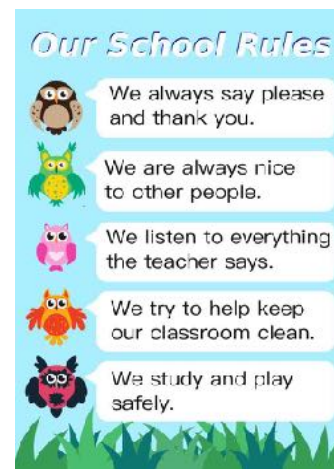 Our School Rules
We always say please
and thank you.
We are always nice
to other people.
We listen to everything
the teacher says.
We try to help keep
our classroom clean.
We study and play
safely.